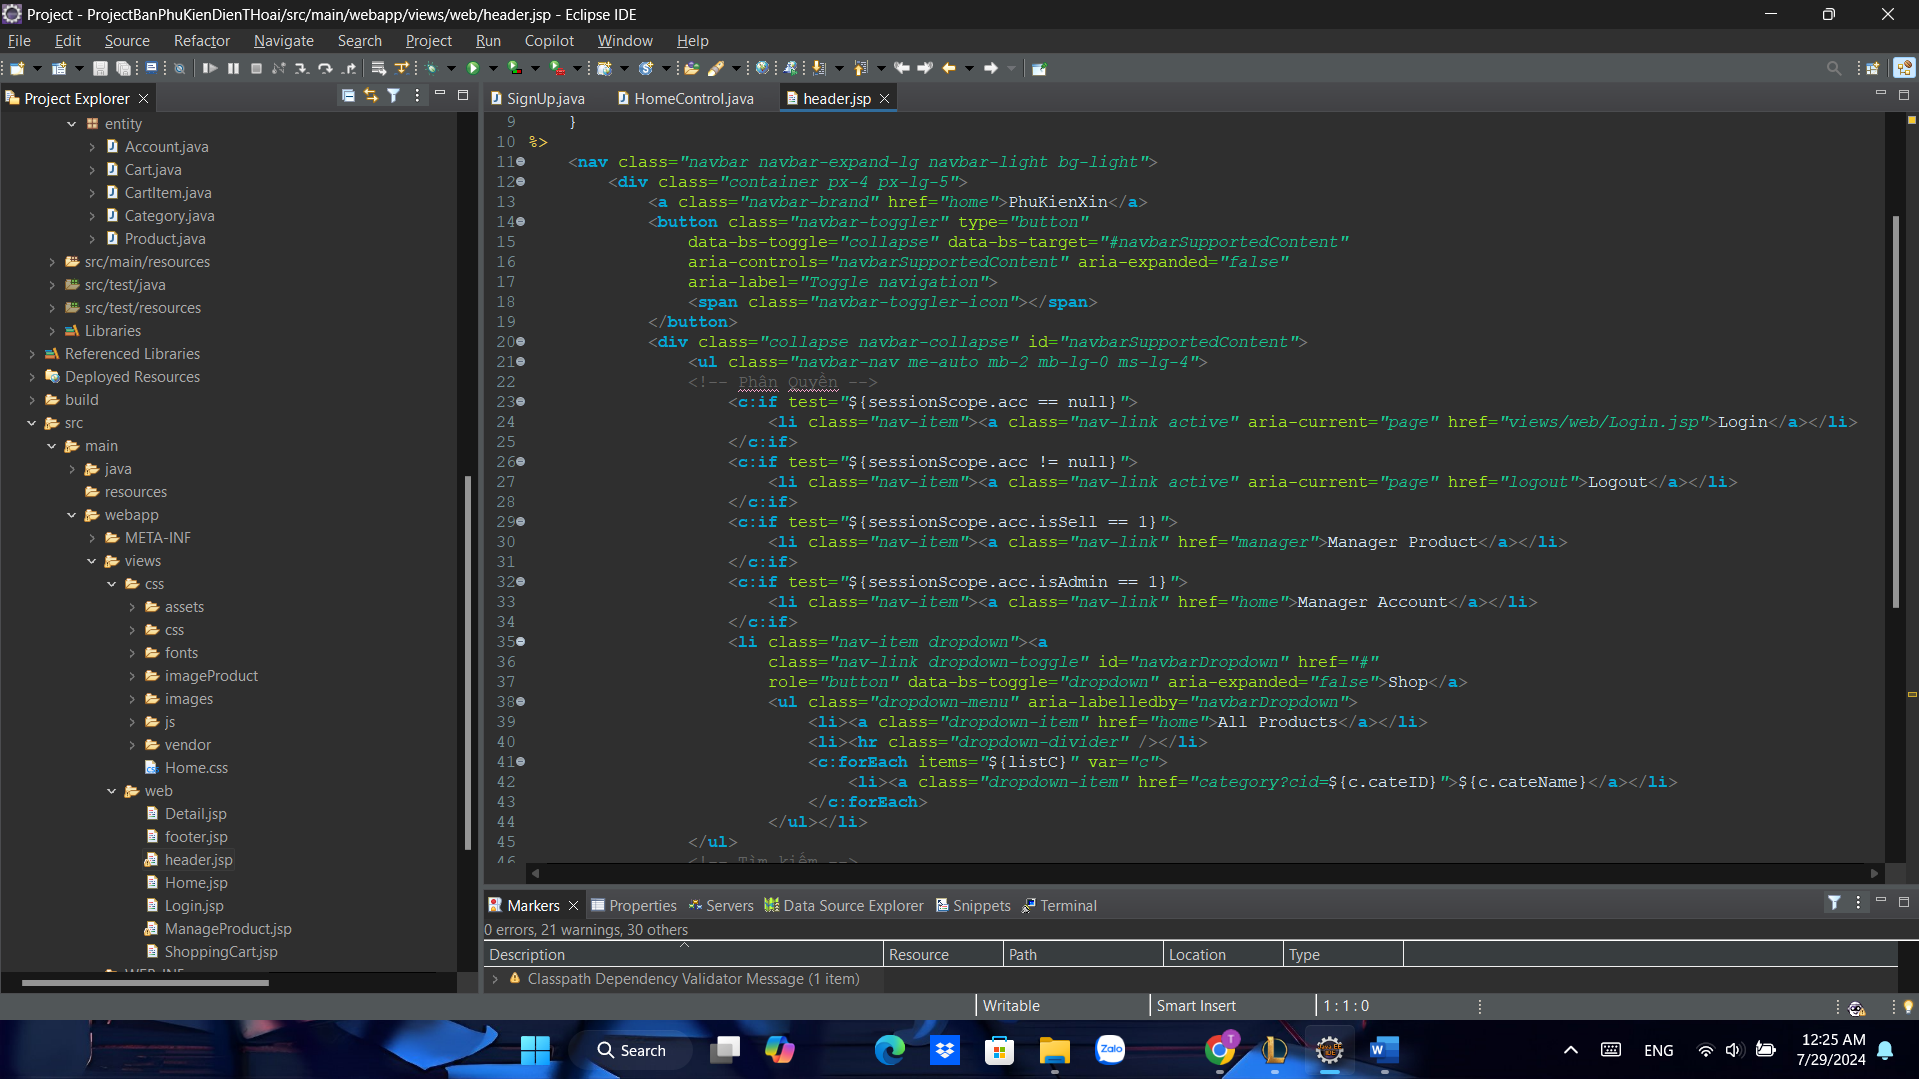 Project - ProjectBanPhuKienDienTHoai/src/main/webapp/views/web/header.jsp - Eclipse IDE
File Edit Source Refactor Navigate Search Project Run Copilot Window Help
Project Explorer
entity
Account.java
Cart.java
CartItem.java
Category.java
Product.java
src/main/resources
src/test/java
src/test/resources
Libraries
Referenced Libraries
Deployed Resources
build
src
main
java
resources
webapp
META-INF
views
css
assets
css
fonts
imageProduct
images
js
vendor
Home.css
web
Detail.jsp
footer.jsp
header.jsp
Home.jsp
Login.jsp
ManageProduct.jsp
ShoppingCart.jsp
WEB-INF
SignUp.java HomeControl.java header.jsp
9 }
10 %>
11 <nav class="navbar navbar-expand-lg navbar-light bg-light">
12 <div class="container px-4 px-lg-5">
13 <a class="navbar-brand" href="home">PhuKienXin</a>
14 <button class="navbar-toggler" type="button"
15 data-bs-toggle="collapse" data-bs-target="#navbarSupportedContent"
16 aria-controls="navbarSupportedContent" aria-expanded="false"
17 aria-label="Toggle navigation">
18 <span class="navbar-toggler-icon"></span>
19 </button>
20 <div class="collapse navbar-collapse" id="navbarSupportedContent">
21 <ul class="navbar-nav me-auto mb-2 mb-lg-0 ms-lg-4">
22 <!-- Phân Quyền -->
23 <c:if test="${sessionScope.acc == null}">
24 <li class="nav-item"><a class="nav-link active" aria-current="page" href="views/web/Login.jsp">Login</a></li>
25 </c:if>
26 <c:if test="${sessionScope.acc != null}">
27 <li class="nav-item"><a class="nav-link active" aria-current="page" href="logout">Logout</a></li>
28 </c:if>
29 <c:if test="${sessionScope.acc.isSell == 1}">
30 <li class="nav-item"><a class="nav-link" href="manager">Manager Product</a></li>
31 </c:if>
32 <c:if test="${sessionScope.acc.isAdmin == 1}">
33 <li class="nav-item"><a class="nav-link" href="home">Manager Account</a></li>
34 </c:if>
35 <li class="nav-item dropdown"><a
36 class="nav-link dropdown-toggle" id="navbarDropdown" href="#"
37 role="button" data-bs-toggle="dropdown" aria-expanded="false">Shop</a>
38 <ul class="dropdown-menu" aria-labelledby="navbarDropdown">
39 <li><a class="dropdown-item" href="home">All Products</a></li>
40 <li><hr class="dropdown-divider" /></li>
41 <c:forEach items="${listC}" var="c">
42 <li><a class="dropdown-item" href="category?cid=${c.cateID}">${c.cateName}</a></li>
43 </c:forEach>
44 </ul></li>
45 </ul>
46 <!-- Tìm kiếm -->
Markers Properties Servers Data Source Explorer Snippets Terminal
0 errors, 21 warnings, 30 others
Description Resource Path Location Type
Classpath Dependency Validator Message (1 item)
Writable Smart Insert 1 : 1 : 0
Search
Zalo
T
ENG
12:25 AM
7/29/2024